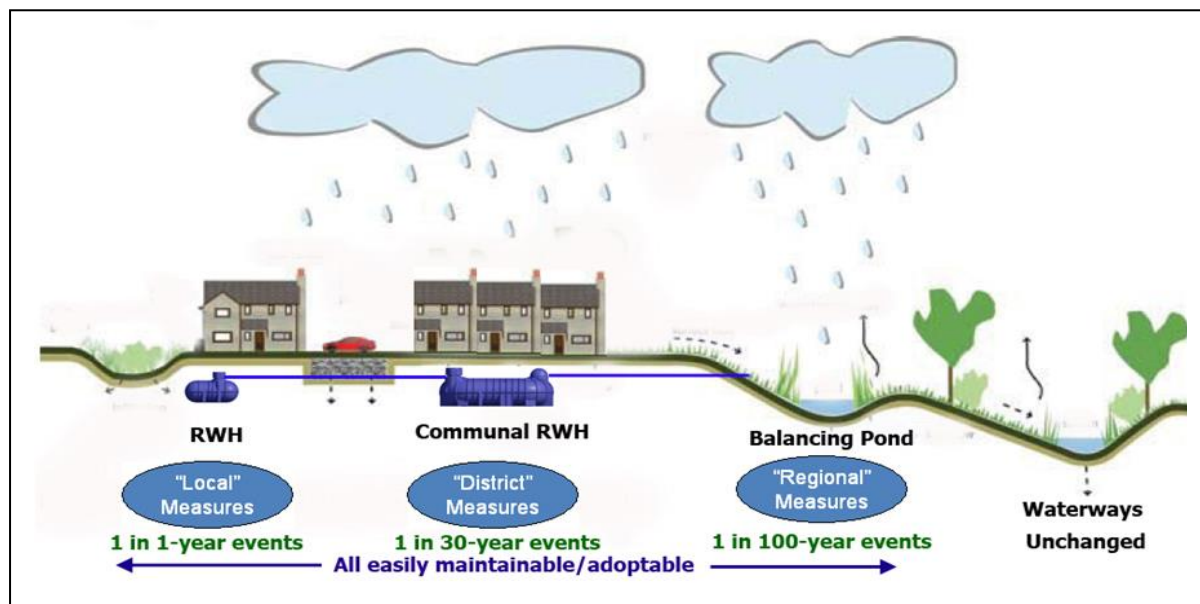 RWH
Communal RWH
Balancing Pond
"Local"
Measures
"District"
Measures
"Regional"
Measures
Waterways
Unchanged
1 in 1-year events
1 in 30-year events
1 in 100-year events
All easily maintainable/adoptable